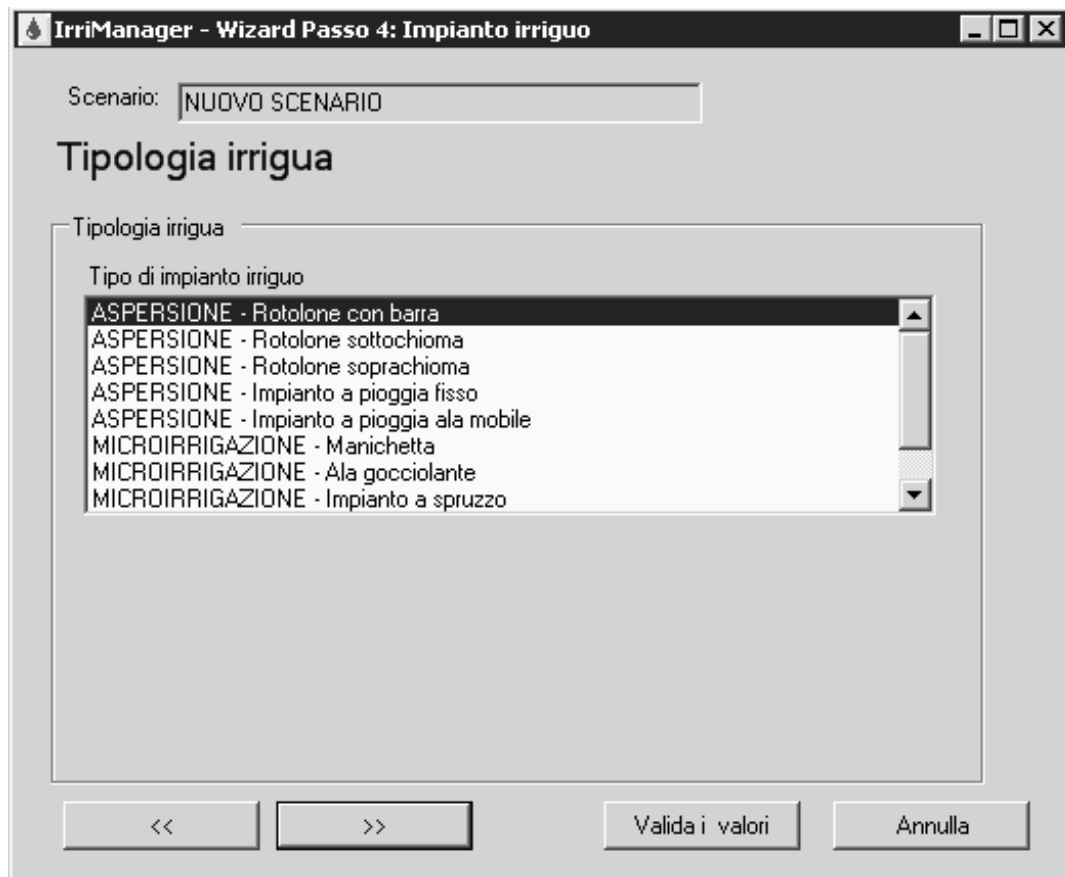 IrriManager - Wizard Passo 4: Impianto irriguo
Scenario: NUOVO SCENARIO
Tipologia irrigua
Tipologia irrigua
Tipo di impianto irriguo
ASPERSIONE - Rotolone con barra
ASPERSIONE - Rotolone sottochioma
ASPERSIONE - Rotolone soprachioma
ASPERSIONE - Impianto a pioggia fisso
ASPERSIONE - Impianto a pioggia ala mobile
MICROIRRIGAZIONE - Manichetta
MICROIRRIGAZIONE - Ala gocciolante
MICROIRRIGAZIONE - Impianto a spruzzo
<< >> Valida i valori Annulla